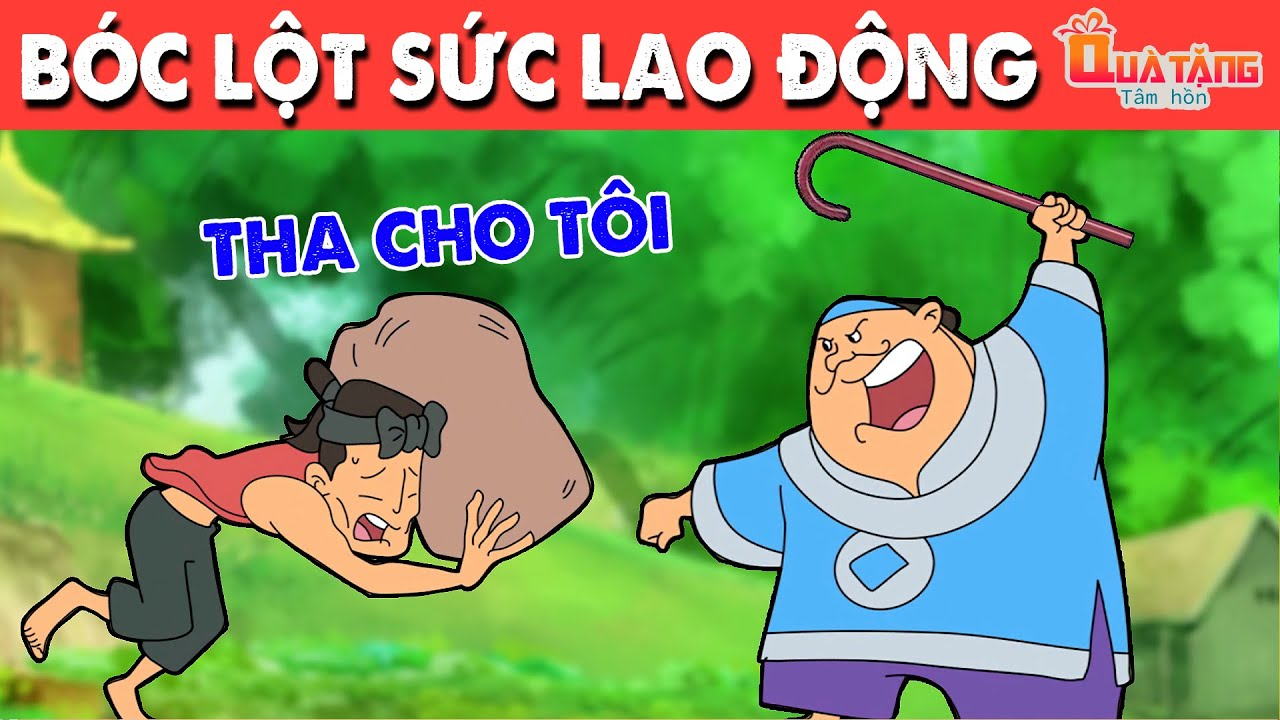 BÓC LỘT SỨC LAO ĐỘNG
QUÀ TẶNG
Tâm hồn
THA CHO TÔI